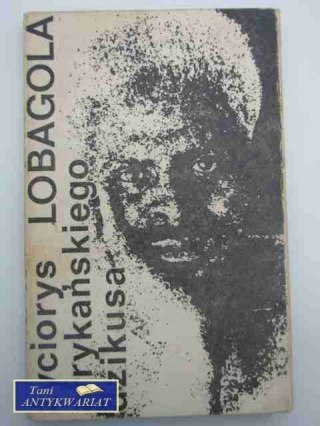 yciorys LOBAGOLA
rykańskiego
zikusa
Tani
ANTYKWARIAT